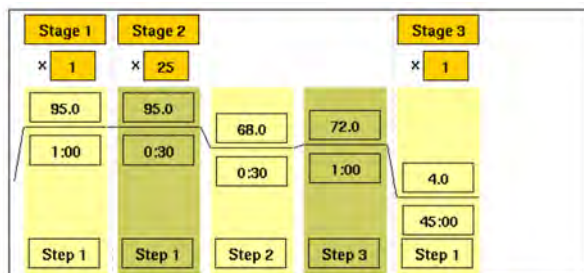 Stage 1 Stage 2 Stage 3
× 1 × 25 × 1
95.0 95.0 68.0 72.0 4.0
1:00 0:30 0:30 1:00 45:00
Step 1 Step 1 Step 2 Step 3 Step 1